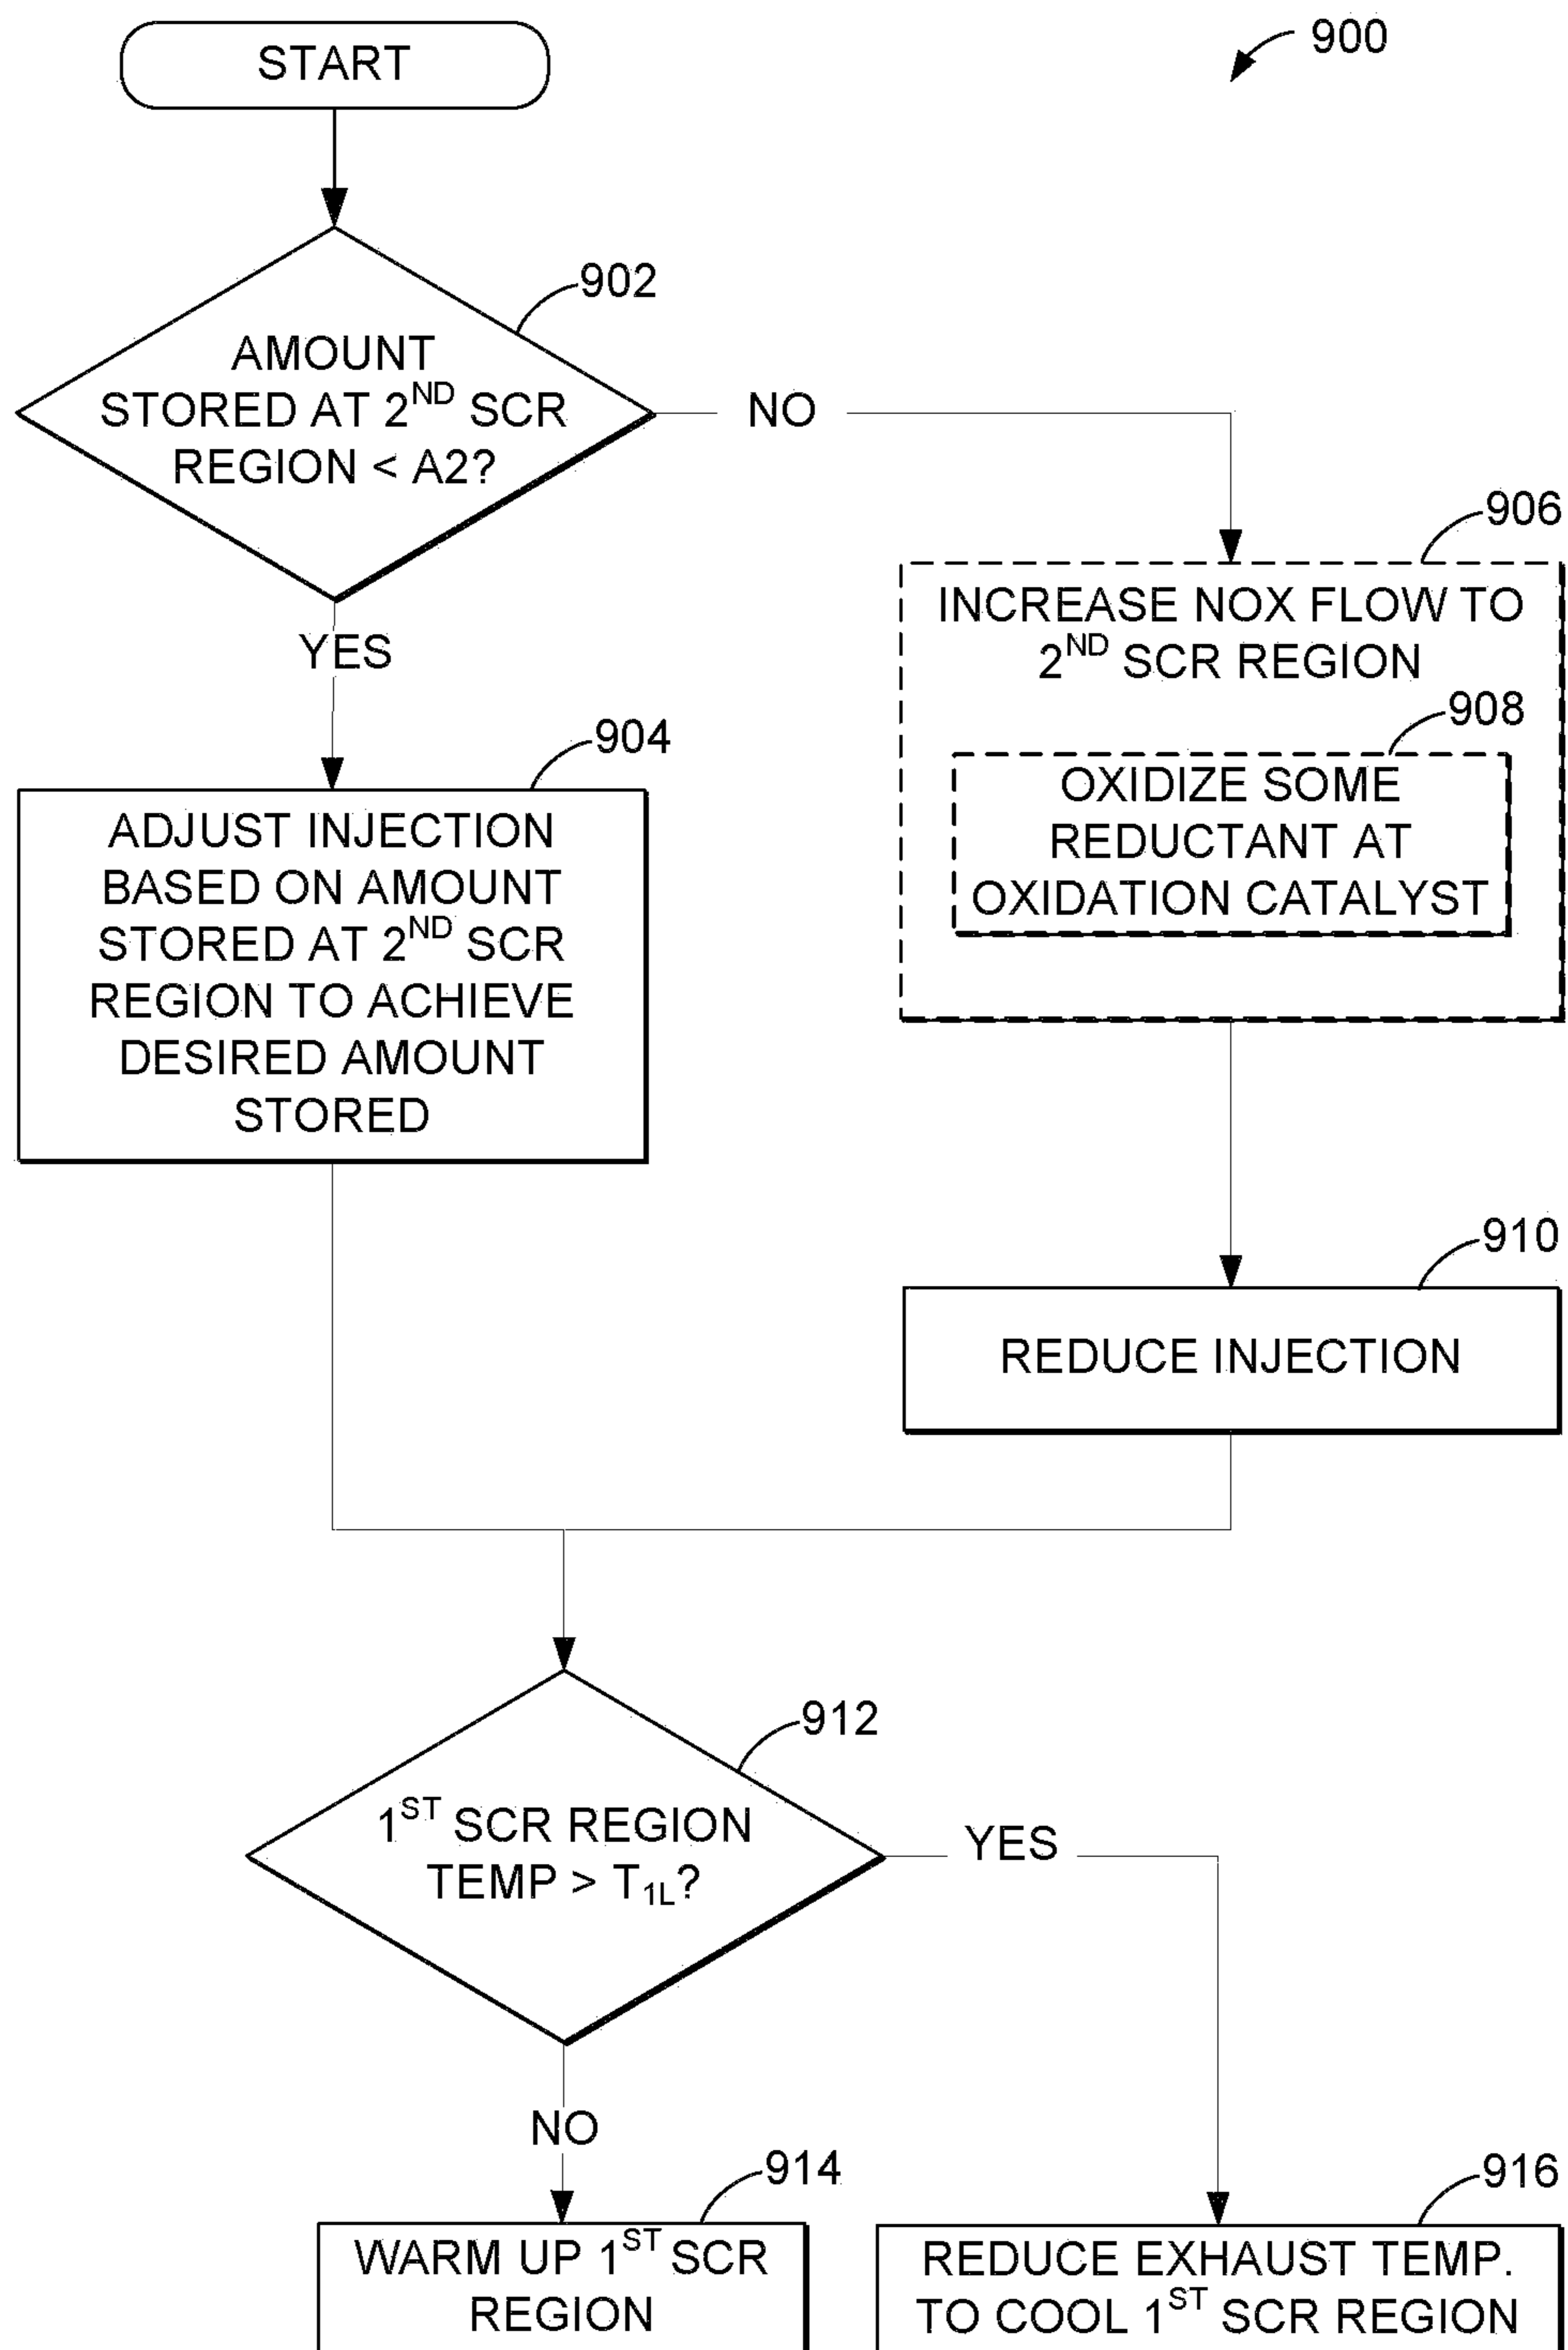 START
900
902
AMOUNT
STORED AT 2ND SCR
REGION < A2?
NO
YES
904
ADJUST INJECTION
BASED ON AMOUNT
STORED AT 2ND SCR
REGION TO ACHIEVE
DESIRED AMOUNT
STORED
906
INCREASE NOX FLOW TO
2ND SCR REGION
908
OXIDIZE SOME
REDUCTANT AT
OXIDATION CATALYST
910
REDUCE INJECTION
912
1ST SCR REGION
TEMP > T1L?
YES
NO
914
WARM UP 1ST SCR
REGION
916
REDUCE EXHAUST TEMP.
TO COOL 1ST SCR REGION